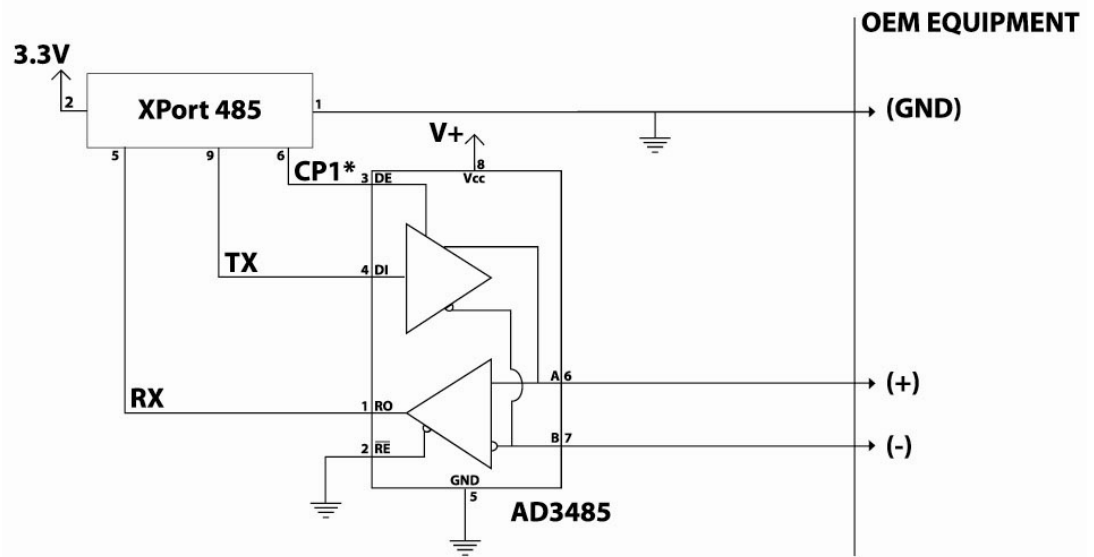 OEM EQUIPMENT
3.3V
2
XPort 485
1
(GND)
5
9
6
V+
8
Vcc
CP1*
3
DE
TX
4
DI
A
6
(+)
RX
1
RO
B
7
(-)
2
RE
GND
5
AD3485